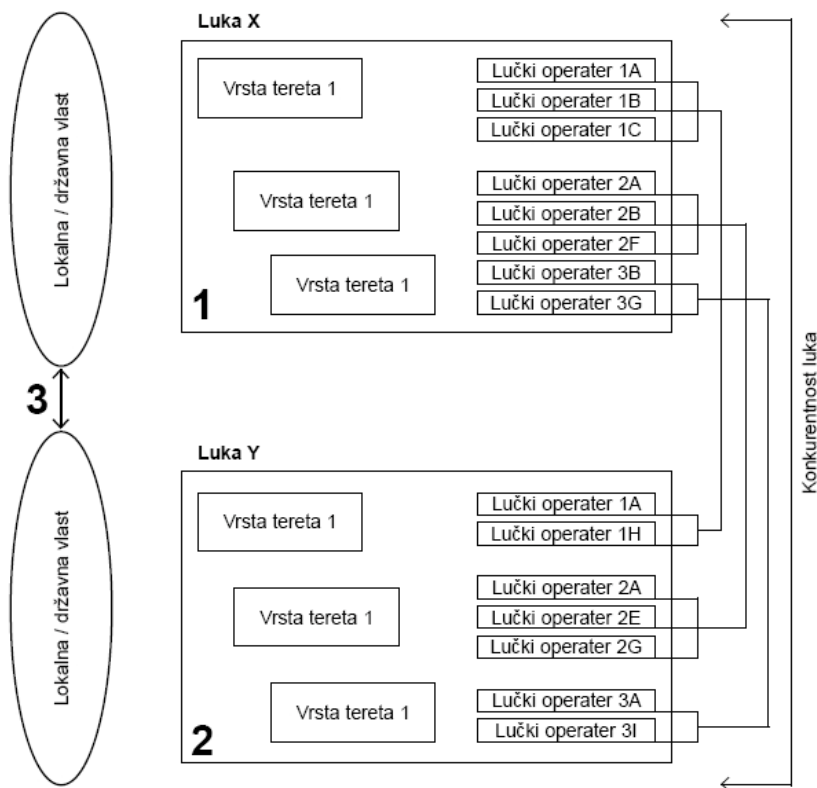 Luka X
Lokalna / državna vlast
Vrsta tereta 1
Lučki operater 1A
Lučki operater 1B
Lučki operater 1C
Vrsta tereta 1
Lučki operater 2A
Lučki operater 2B
Lučki operater 2F
Vrsta tereta 1
Lučki operater 3B
Lučki operater 3G
1
3
Konkurentnost luka
Luka Y
Lokalna / državna vlast
Vrsta tereta 1
Lučki operater 1A
Lučki operater 1H
Vrsta tereta 1
Lučki operater 2A
Lučki operater 2E
Lučki operater 2G
Vrsta tereta 1
Lučki operater 3A
Lučki operater 3I
2